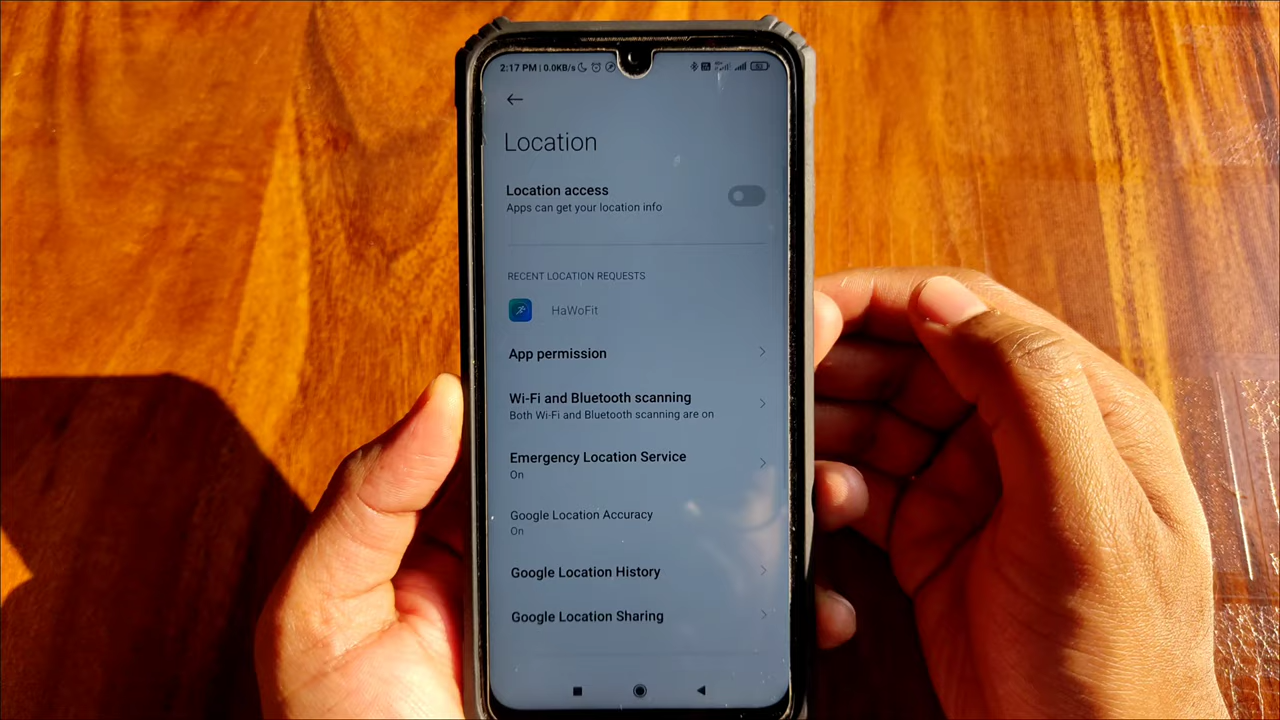 2:17 PM | 0.0KB/s
Location
Location access
Apps can get your location info
RECENT LOCATION REQUESTS
HaWoFit
App permission
Wi-Fi and Bluetooth scanning
Both Wi-Fi and Bluetooth scanning are on
Emergency Location Service
On
Google Location Accuracy
On
Google Location History
Google Location Sharing